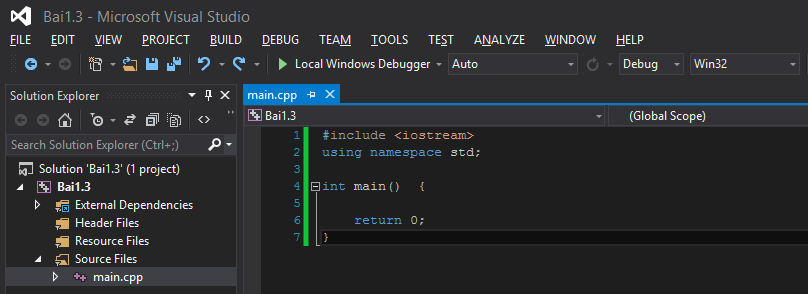 Bai1.3 - Microsoft Visual Studio
FILE EDIT VIEW PROJECT BUILD DEBUG TEAM TOOLS TEST ANALYZE WINDOW HELP
Local Windows Debugger Auto Debug Win32
Solution Explorer
Search Solution Explorer (Ctrl+;)
Solution 'Bai1.3' (1 project)
Bai1.3
External Dependencies
Header Files
Resource Files
Source Files
main.cpp
main.cpp
Bai1.3 (Global Scope)
1 #include <iostream>
2 using namespace std;
3
4 int main()  {
5
6     return 0;
7 }